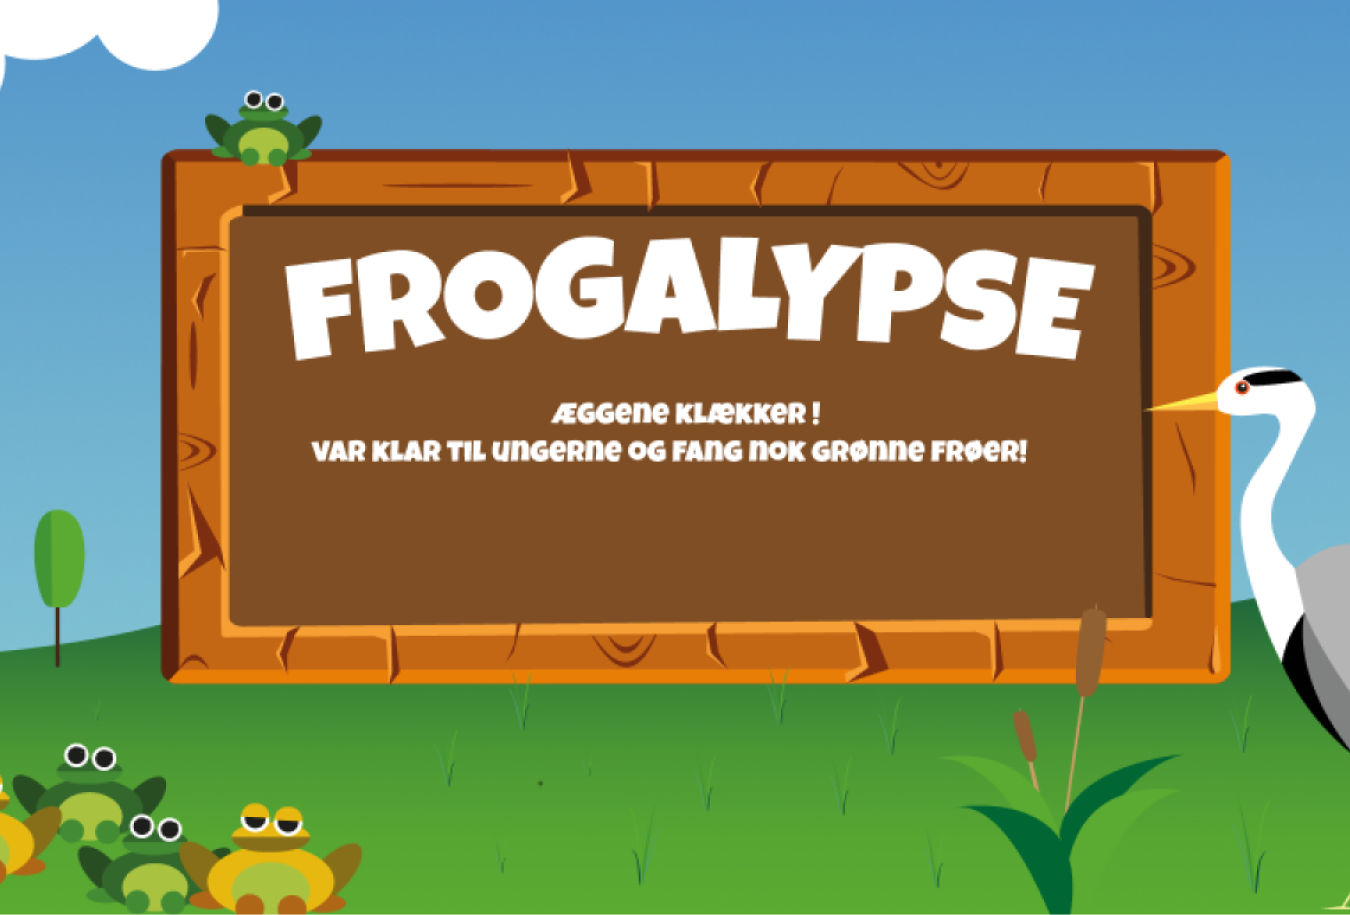 FROGALYPSE
ÆGGENE KLÆKKER !
VAR KLAR TIL UNGERNE OG FANG NOK GRØNNE FRØER!